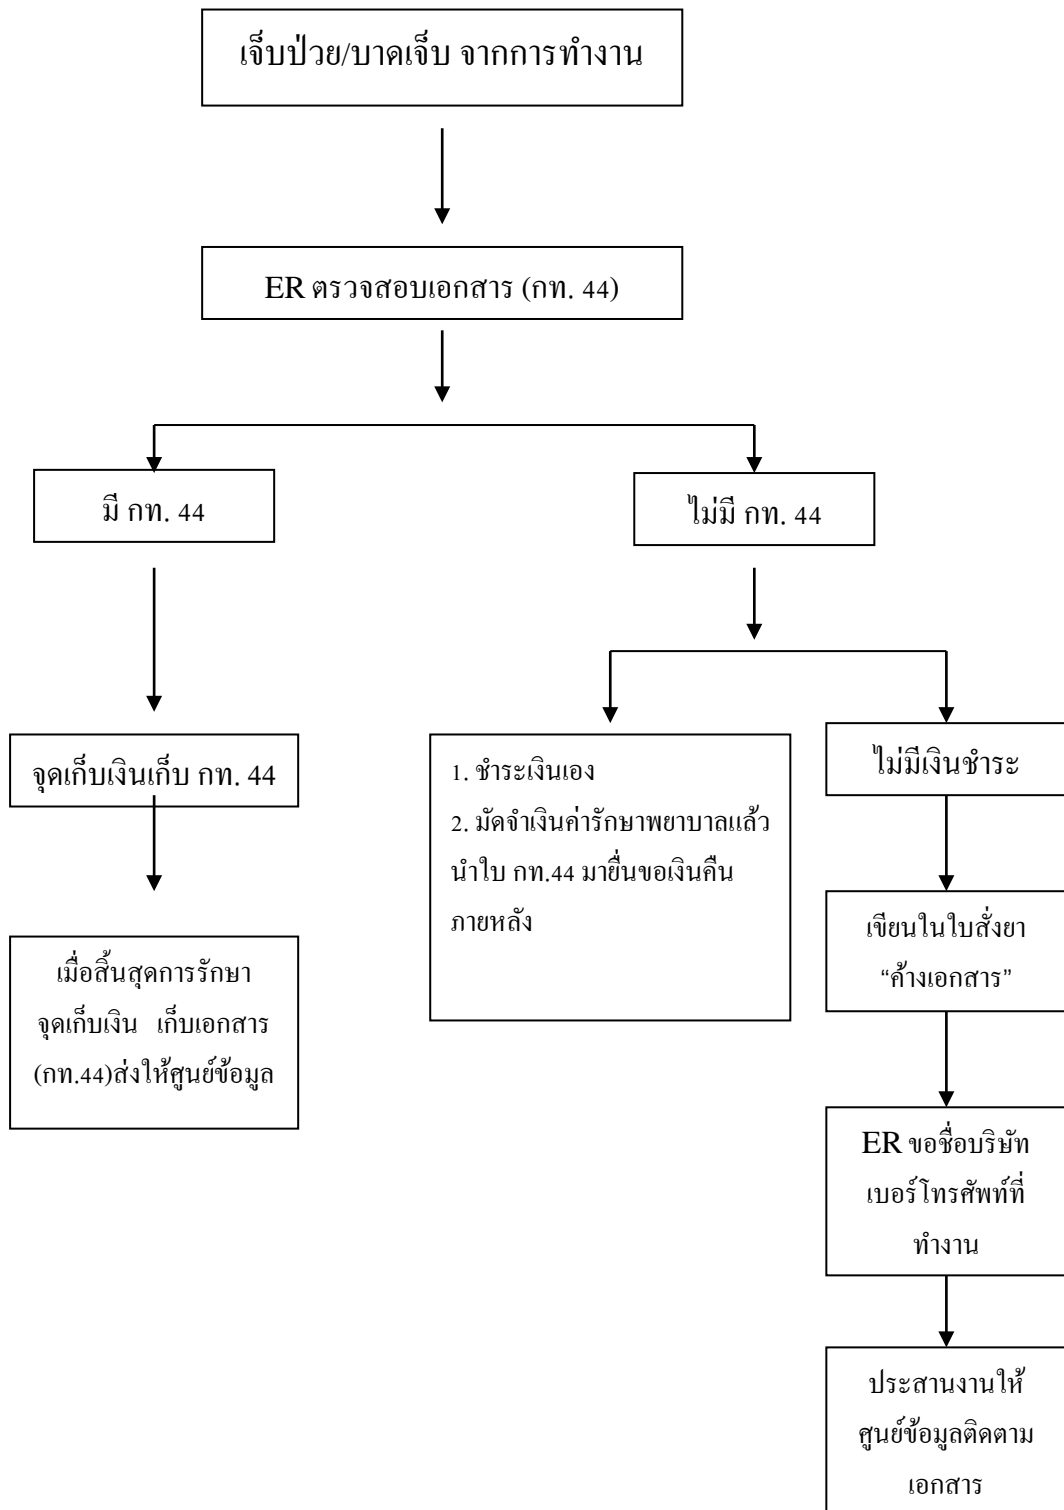 เจ็บป่วย/บาดเจ็บ จากการทำงาน
ER ตรวจสอบเอกสาร (กท. 44)
มี กท. 44
ไม่มี กท. 44
จุดเก็บเงินเก็บ กท. 44
เมื่อสิ้นสุดการรักษา
จุดเก็บเงิน เก็บเอกสาร
(กท.44)ส่งให้ศูนย์ข้อมูล
1. ชำระเงินเอง
2. มัดจำเงินค่ารักษาพยาบาลแล้ว
นำใบ กท.44 มายื่นขอเงินคืน
ภายหลัง
ไม่มีเงินชำระ
เขียนในใบสั่งยา
“ค้างเอกสาร”
ER ขอชื่อบริษัท
เบอร์โทรศัพท์ที่
ทำงาน
ประสานงานให้
ศูนย์ข้อมูลติดตาม
เอกสาร